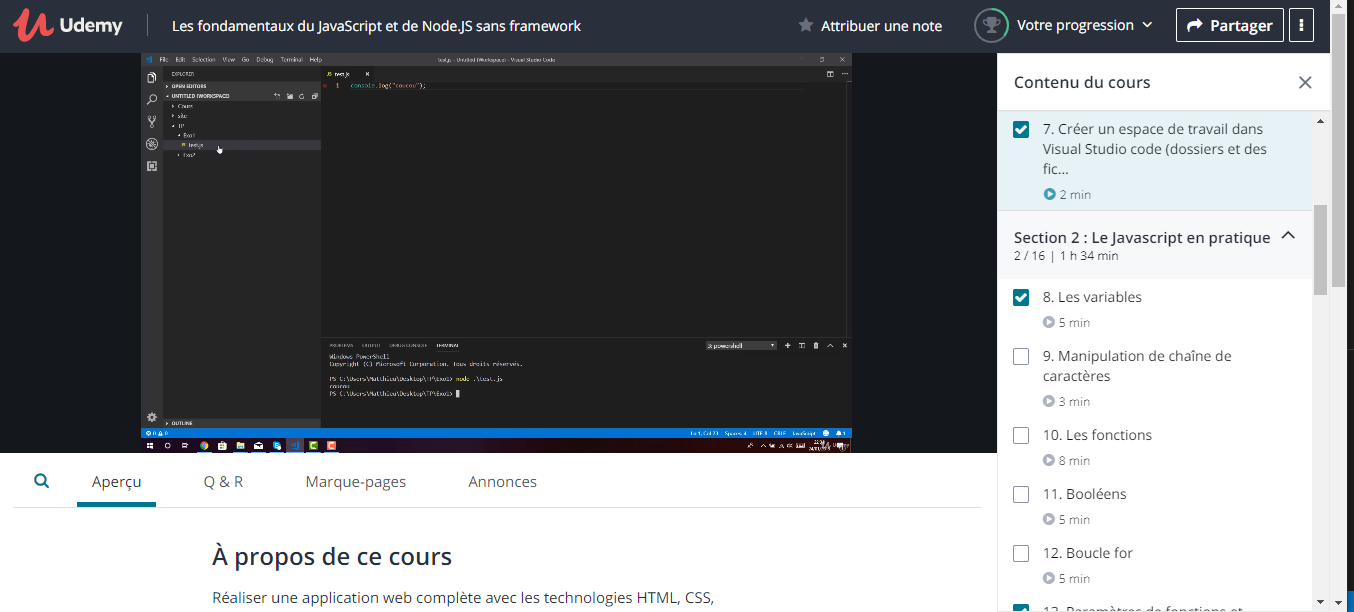 Udemy
Les fondamentaux du JavaScript et de Node.JS sans framework
Attribuer une note
Votre progression
Partager
File Edit Selection View Go Debug Terminal Help
test.js - Untitled (Workspace) - Visual Studio Code
EXPLORER
OPEN EDITORS
UNTITLED (WORKSPACE)
Cours
site
TP
Exo1
test.js
Exo2
OUTLINE
JS test.js
1 console.log("coucou");
PROBLEMS OUTPUT DEBUG CONSOLE TERMINAL
3: powershell
Windows PowerShell
Copyright (C) Microsoft Corporation. Tous droits réservés.
PS C:\Users\Matthieu\Desktop\TP\Exo1> node .\test.js
coucou
PS C:\Users\Matthieu\Desktop\TP\Exo1>
0 0
Ln 1, Col 23 Spaces: 4 UTF-8 CRLF JavaScript 1
Contenu du cours
7. Créer un espace de travail dans
Visual Studio code (dossiers et des
fic...
2 min
Section 2 : Le Javascript en pratique
2 / 16 | 1 h 34 min
8. Les variables
5 min
9. Manipulation de chaîne de
caractères
3 min
10. Les fonctions
8 min
11. Booléens
5 min
12. Boucle for
5 min
13. Paramètres de fonctions et
Aperçu
Q & R
Marque-pages
Annonces
À propos de ce cours
Réaliser une application web complète avec les technologies HTML, CSS,